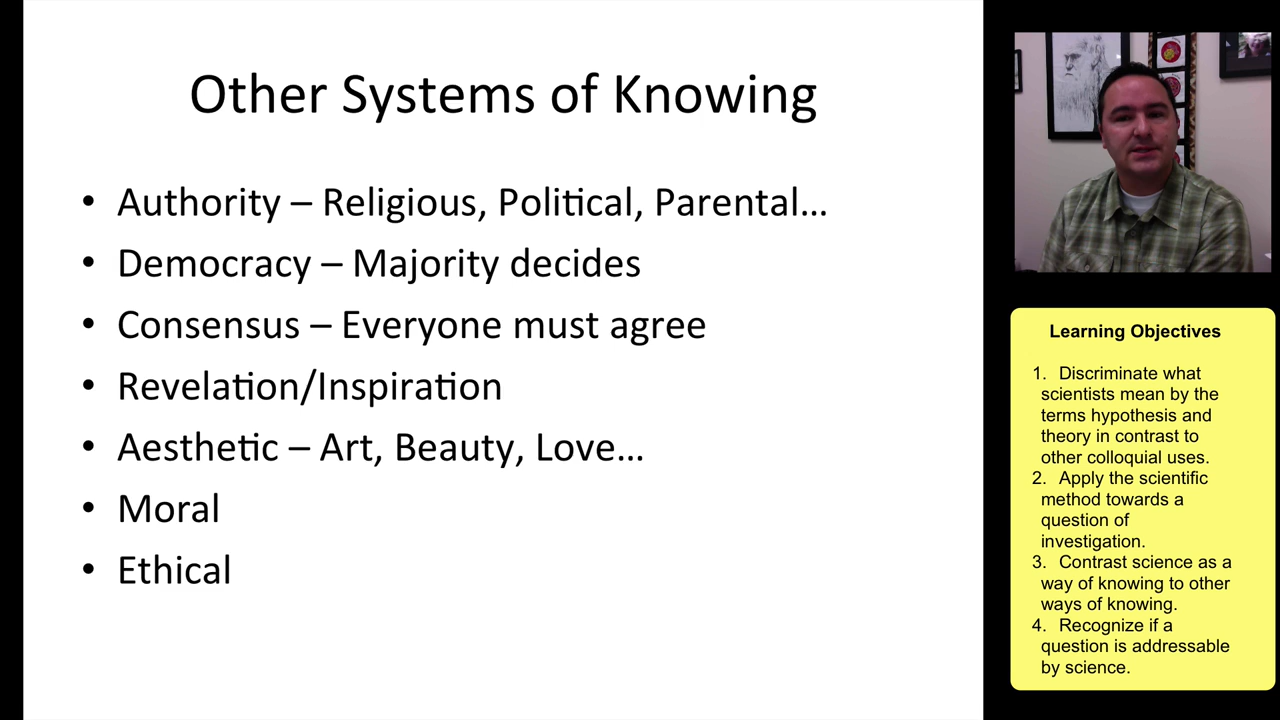 Other Systems of Knowing
• Authority – Religious, Political, Parental…
• Democracy – Majority decides
• Consensus – Everyone must agree
• Revelation/Inspiration
• Aesthetic – Art, Beauty, Love…
• Moral
• Ethical
Learning Objectives
1. Discriminate what
scientists mean by the
terms hypothesis and
theory in contrast to
other colloquial uses.
2. Apply the scientific
method towards a
question of
investigation.
3. Contrast science as a
way of knowing to other
ways of knowing.
4. Recognize if a
question is addressable
by science.